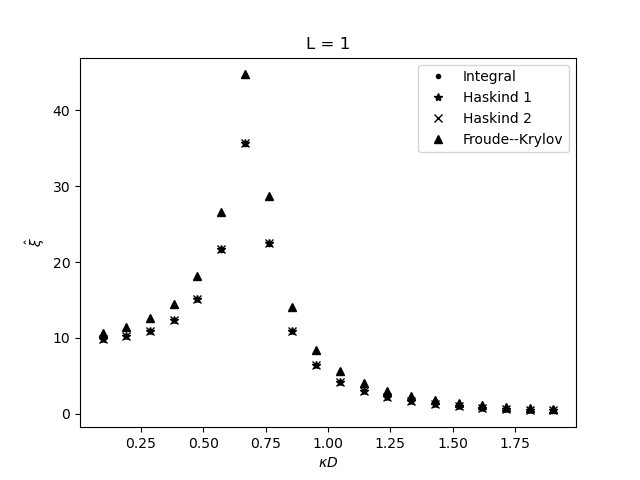 L = 1
Integral
Haskind 1
Haskind 2
Froude--Krylov
40
30
20
10
0
ξ̂
0.25 0.50 0.75 1.00 1.25 1.50 1.75
κD